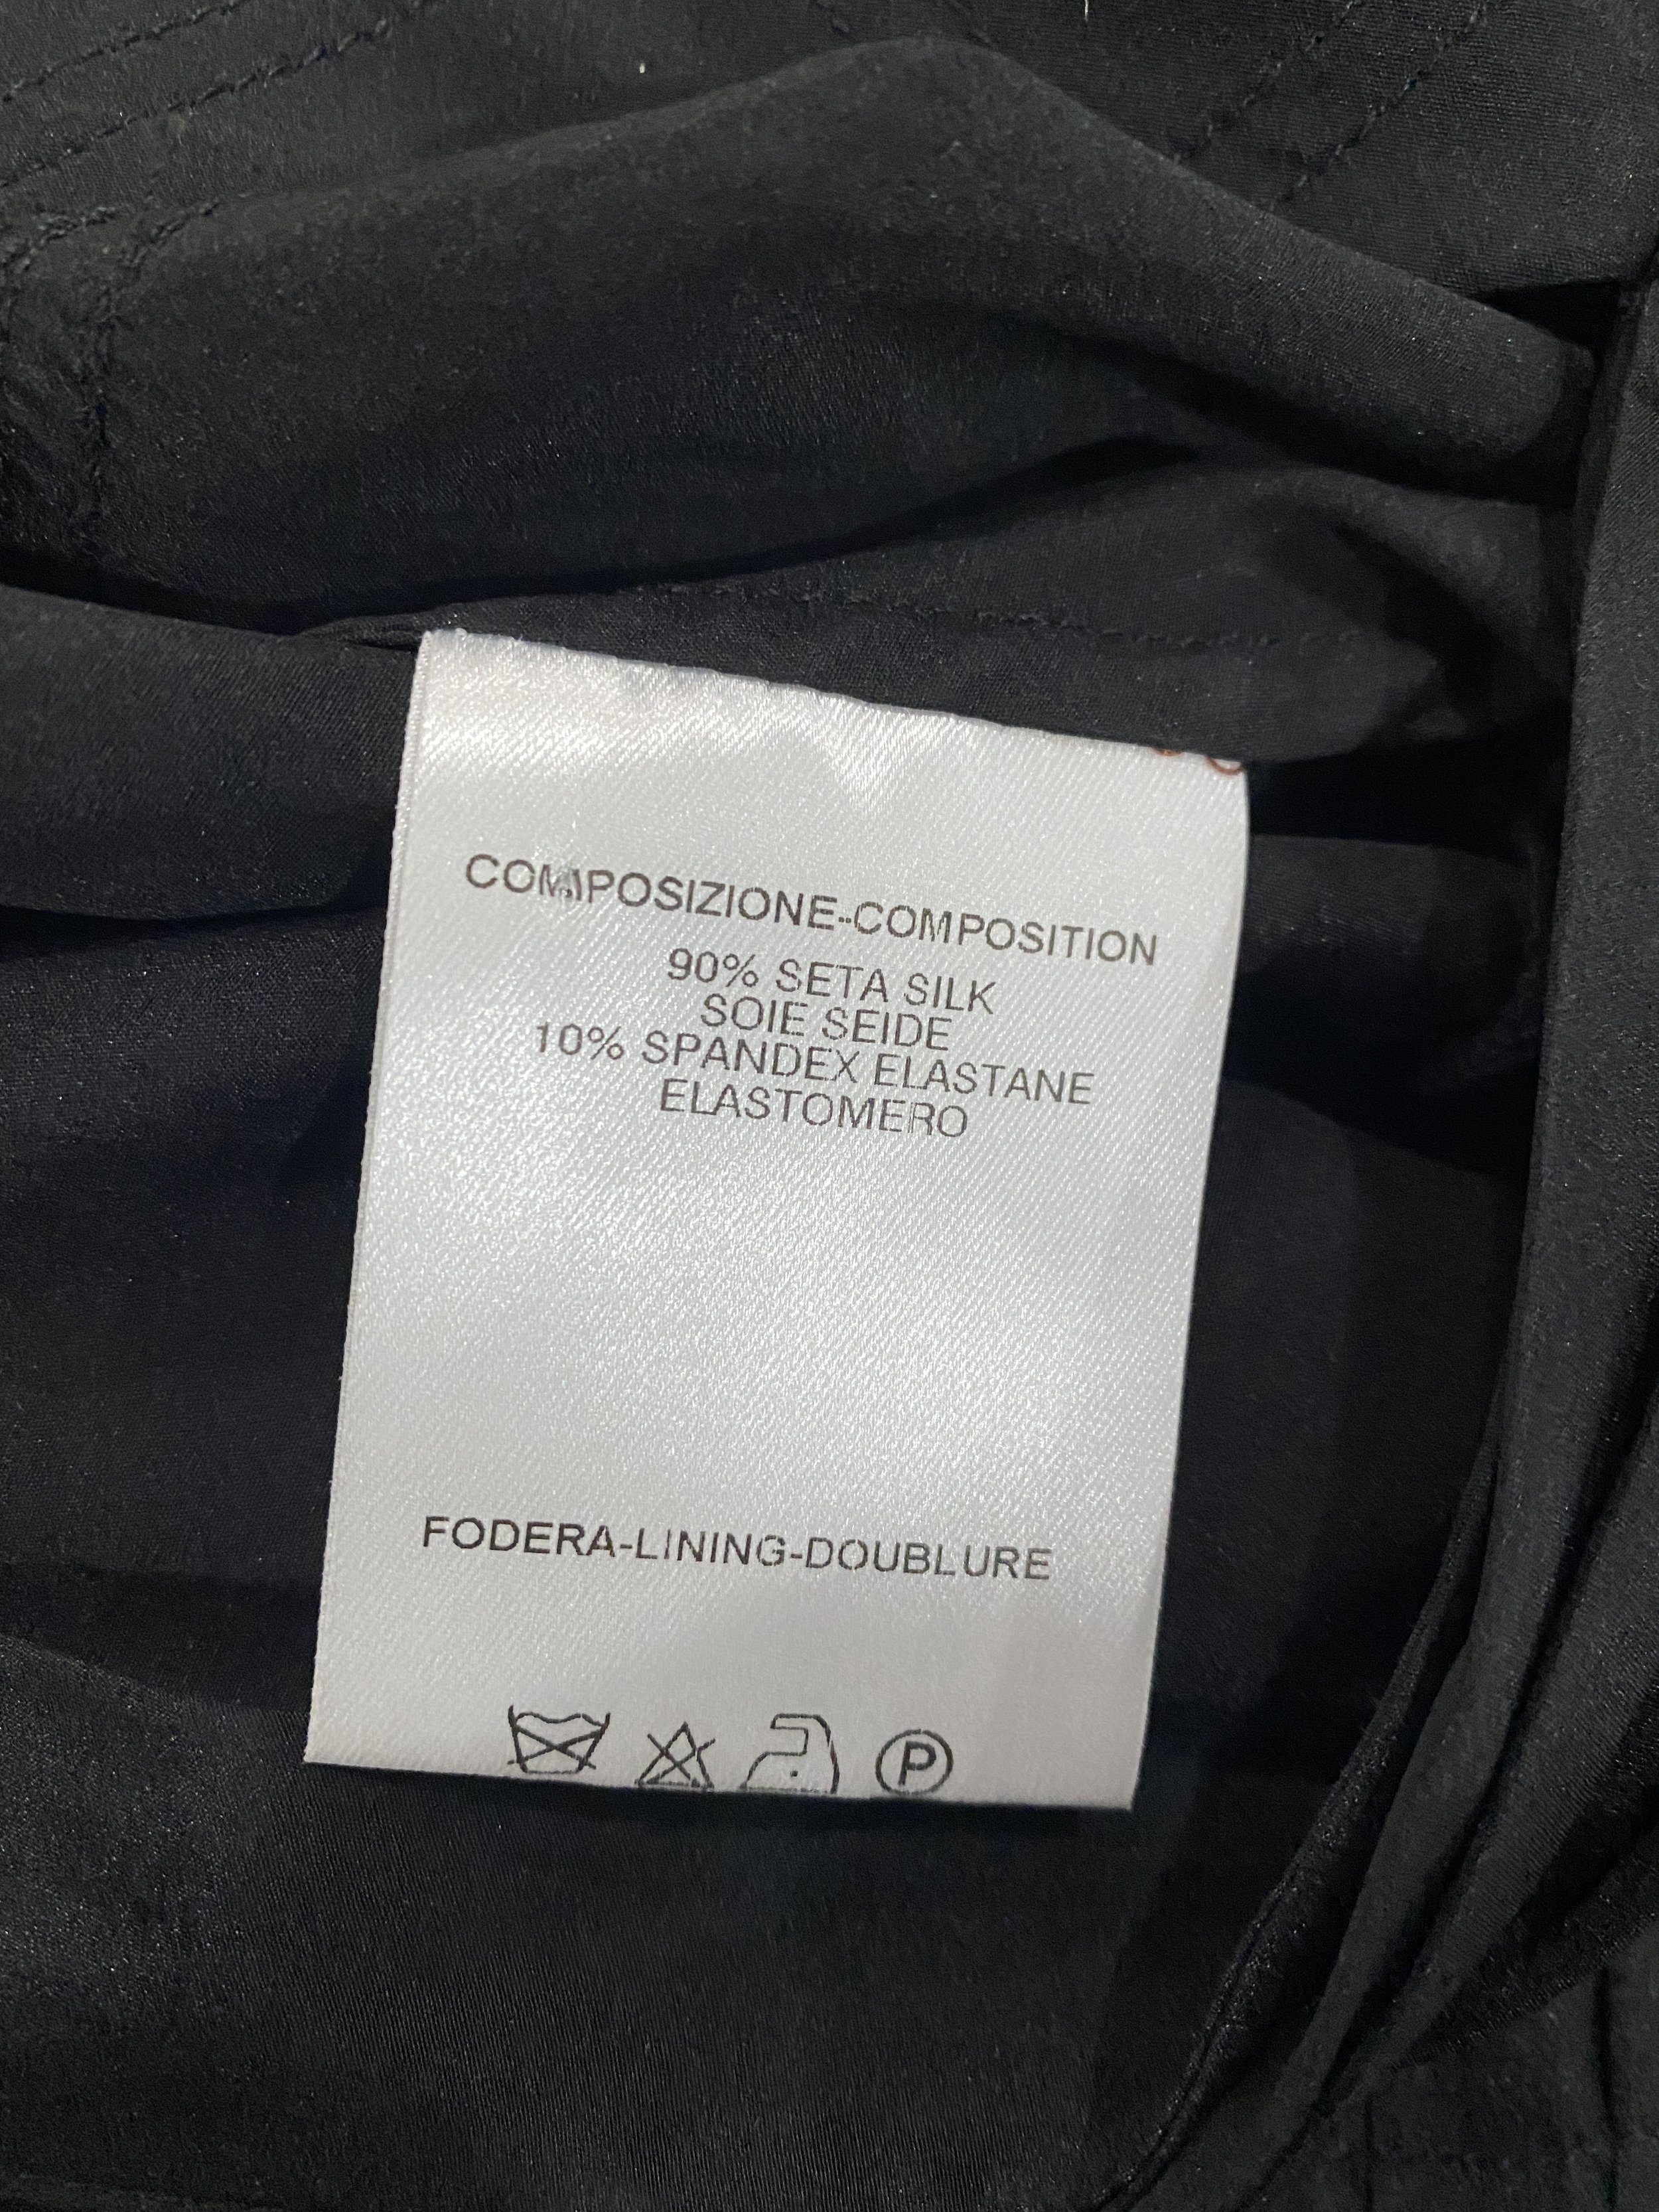 COMPOSIZIONE-COMPOSITION
90% SETA SILK
SOIE SEIDE
10% SPANDEX ELASTANE
ELASTOMERO
FODERA-LINING-DOUBLURE
P